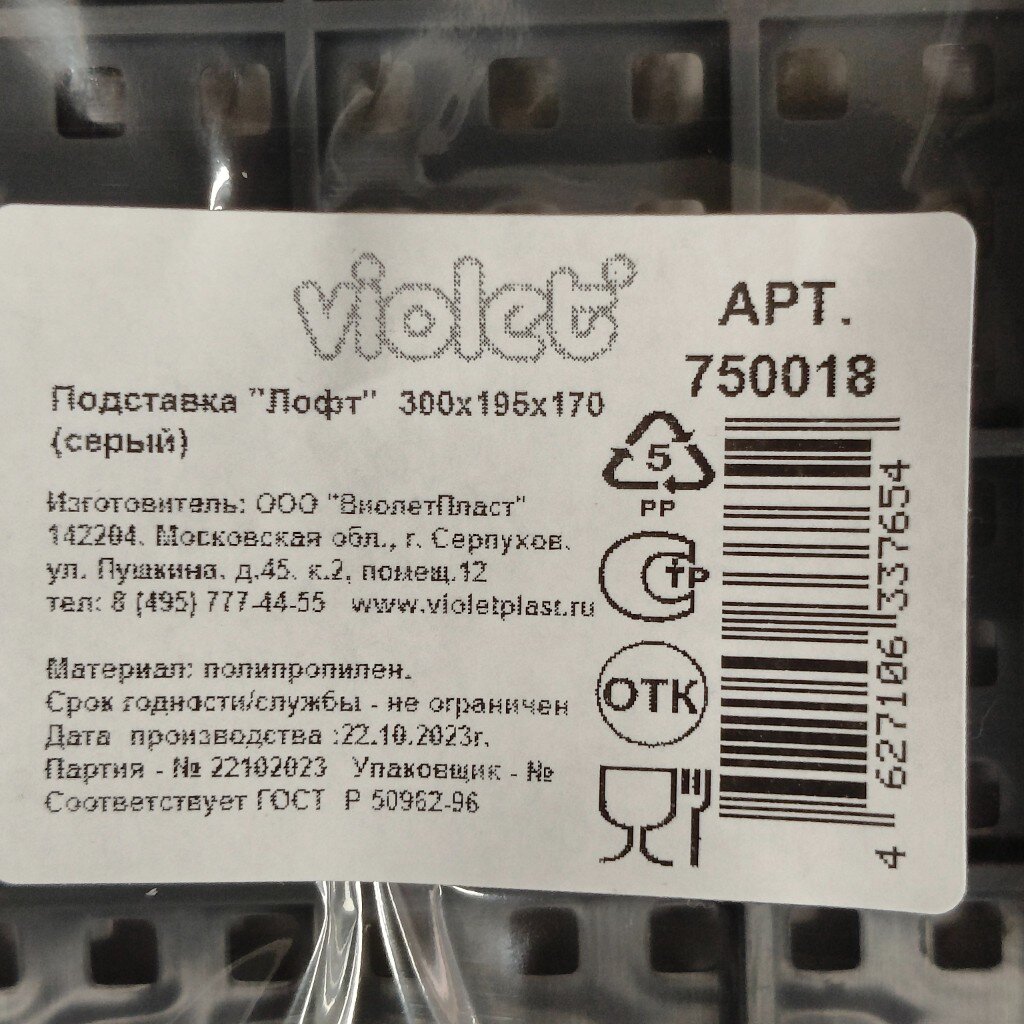 violet
АРТ.
750018
Подставка "Лофт" 300х195х170
(серый)
Изготовитель: ООО "ВиолетПласт"
142204. Московская обл., г. Серпухов.
ул. Пушкина. д.45. к.2, помещ.12
тел: 8 (495) 777-44-55 www.violetplast.ru
Материал: полипропилен.
Срок годности/службы - не ограничен
Дата производства :22.10.2023г.
Партия - № 22102023 Упаковщик - №
Соответствует ГОСТ Р 50962-96
5
PP
СТР
ОТК
4 627106 337654